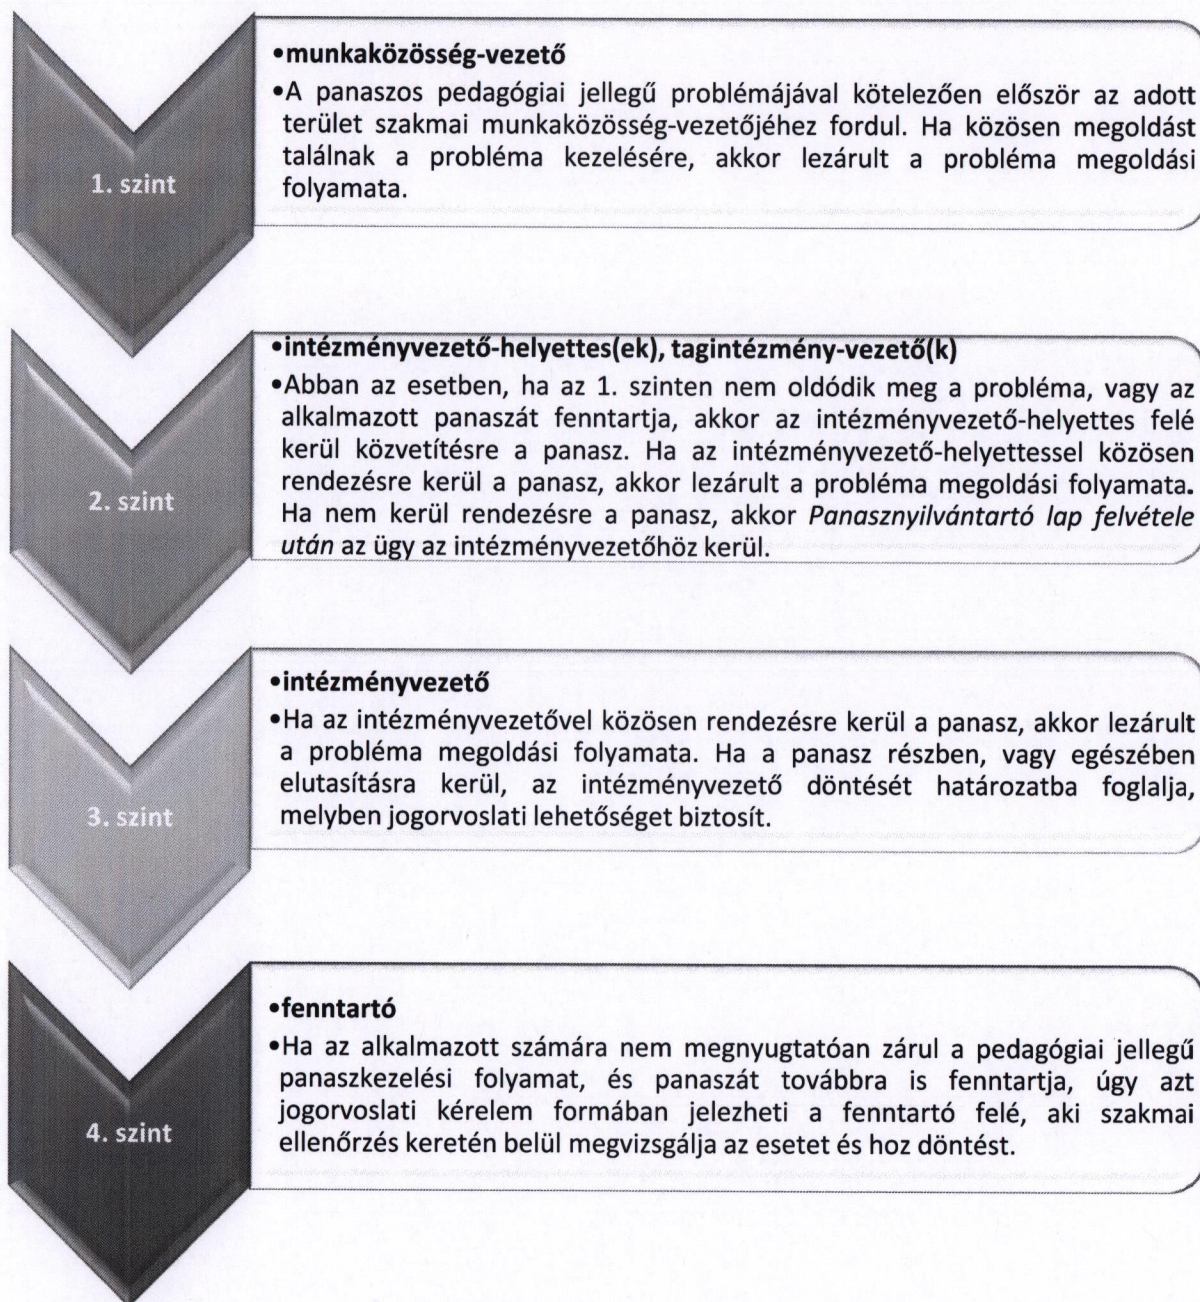 •munkaközösség-vezető
•A panaszos pedagógiai jellegű problémájával kötelezően először az adott
terület szakmai munkaközösség-vezetőjéhez fordul. Ha közösen megoldást
találnak a probléma kezelésére, akkor lezárult a probléma megoldási
folyamata.
1. szint
•intézményvezető-helyettes(ek), tagintézmény-vezető(k)
•Abban az esetben, ha az 1. szinten nem oldódik meg a probléma, vagy az
alkalmazott panaszát fenntartja, akkor az intézményvezető-helyettes felé
kerül közvetítésre a panasz. Ha az intézményvezető-helyettessel közösen
rendezésre kerül a panasz, akkor lezárult a probléma megoldási folyamata.
Ha nem kerül rendezésre a panasz, akkor Panasznyilvántartó lap felvétele
után az ügy az intézményvezetőhöz kerül.
2. szint
•intézményvezető
•Ha az intézményvezetővel közösen rendezésre kerül a panasz, akkor lezárult
a probléma megoldási folyamata. Ha a panasz részben, vagy egészében
elutasításra kerül, az intézményvezető döntését határozatba foglalja,
melyben jogorvoslati lehetőséget biztosít.
3. szint
•fenntartó
•Ha az alkalmazott számára nem megnyugtatóan zárul a pedagógiai jellegű
panaszkezelési folyamat, és panaszát továbbra is fenntartja, úgy azt
jogorvoslati kérelem formában jelezheti a fenntartó felé, aki szakmai
ellenőrzés keretén belül megvizsgálja az esetet és hoz döntést.
4. szint